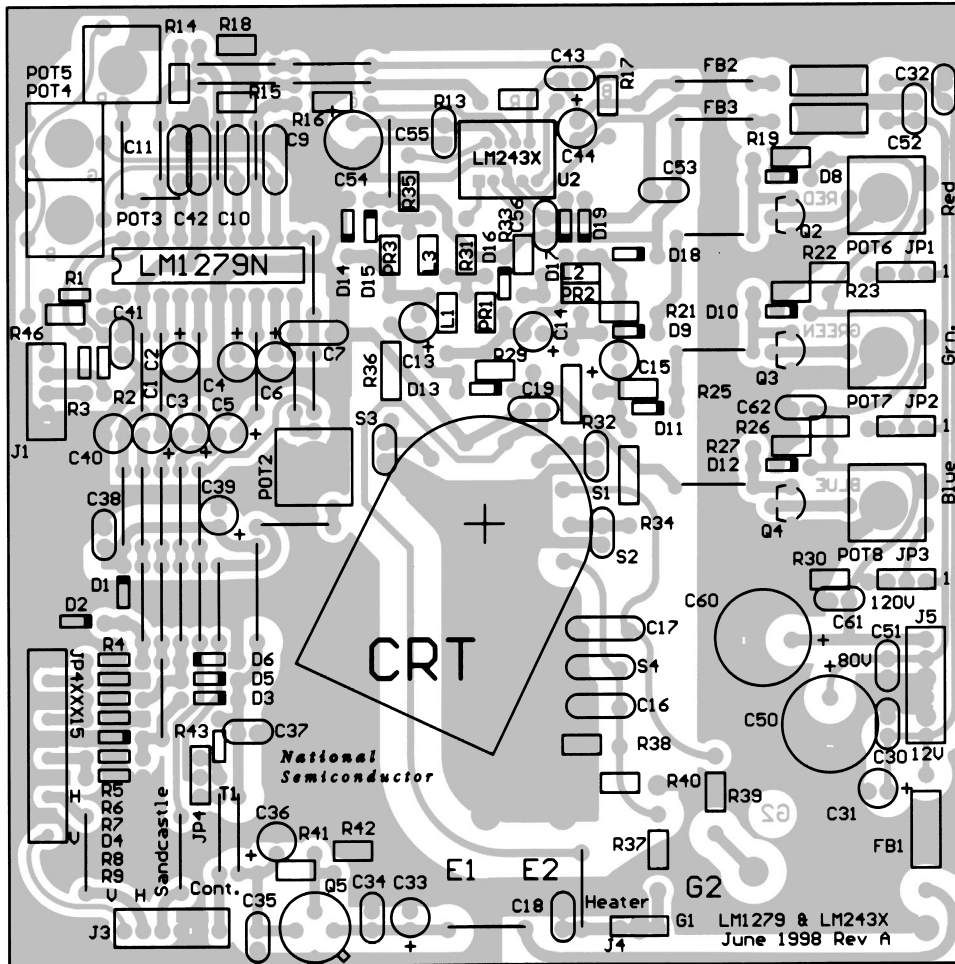 R14
R18
C43
R17
FB2
C32
POT5
POT4
R15
R16
R13
FB3
C11
C9
C55
C44
R19
C52
LM243X
C54
U2
C53
D8
POT3
C42
C10
R35
R33
C56
D19
RED
Q2
Red
LM1279N
D14
D15
PR3
L3
R31
D16
D17
D18
POT6
JP1
R22
1
R1
L2
PR2
R23
R46
C41
L1
PR1
C14
R21
D10
D9
GREEN
Grn.
C2
C7
C13
R29
C15
R36
D13
Q3
R3
R2
C1
C3
C4
C5
C6
S3
C19
R25
C62
POT7
JP2
J1
C40
POT2
R32
D11
R26
R27
1
D12
C38
C39
S1
BLUE
Blue
R34
Q4
S2
POT8
JP3
D1
R30
1
D2
C60
C61
120V
J5
C51
R4
CRT
C17
80V
JP4XXX15
D6
D5
D3
S4
C16
C50
R43
C37
R38
National
Semiconductor
C30
12V
R5
R6
R7
D4
R8
R9
H
T1
JP4
R40
R39
C31
G2
C36
R41
R42
R37
FB1
Sandcastle
V
H
Cont.
E1
E2
G2
C35
Q5
C34
C33
C18
Heater
J3
J4
G1
LM1279 & LM243X
June 1998 Rev A